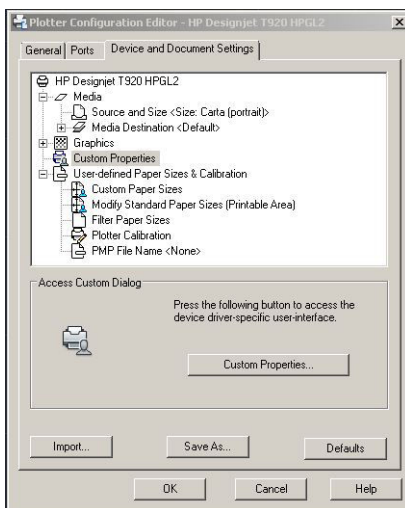 Plotter Configuration Editor - HP Designjet T920 HPGL2
General Ports Device and Document Settings
HP Designjet T920 HPGL2
Media
Source and Size <Size: Carta (portrait)>
Media Destination <Default>
Graphics
Custom Properties
User-defined Paper Sizes & Calibration
Custom Paper Sizes
Modify Standard Paper Sizes (Printable Area)
Filter Paper Sizes
Plotter Calibration
PMP File Name <None>
Access Custom Dialog
Press the following button to access the
device driver-specific user-interface.
Custom Properties...
Import... Save As... Defaults
OK Cancel Help